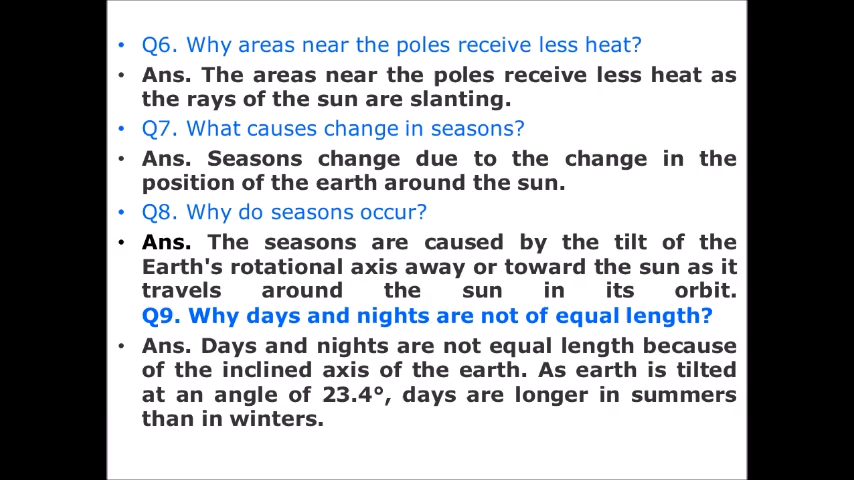 • Q6. Why areas near the poles receive less heat?
• Ans. The areas near the poles receive less heat as
the rays of the sun are slanting.
• Q7. What causes change in seasons?
• Ans. Seasons change due to the change in the
position of the earth around the sun.
• Q8. Why do seasons occur?
• Ans. The seasons are caused by the tilt of the
Earth's rotational axis away or toward the sun as it
travels around the sun in its orbit.
Q9. Why days and nights are not of equal length?
• Ans. Days and nights are not equal length because
of the inclined axis of the earth. As earth is tilted
at an angle of 23.4°, days are longer in summers
than in winters.